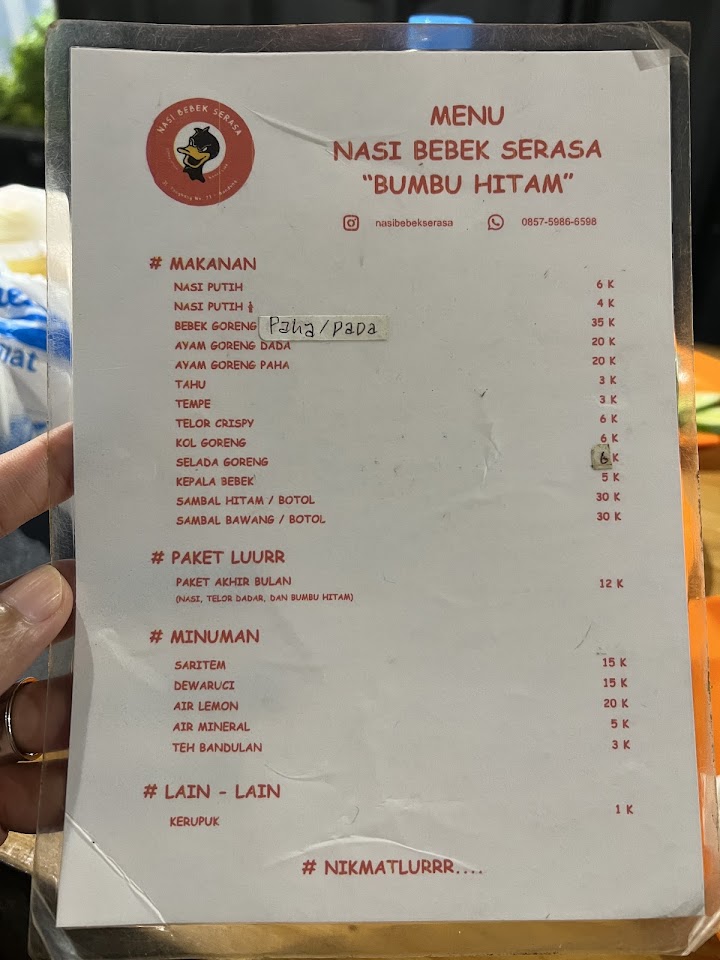 NASI BEBEK SERASA
MENU
NASI BEBEK SERASA
“BUMBU HITAM”
nasibebekserasa 0857-5986-6598
# MAKANAN
NASI PUTIH 6 K
NASI PUTIH ½ 4 K
BEBEK GORENG Paha/Dada 35 K
AYAM GORENG DADA 20 K
AYAM GORENG PAHA 20 K
TAHU 3 K
TEMPE 3 K
TELOR CRISPY 6 K
KOL GORENG 6 K
SELADA GORENG 6 K
KEPALA BEBEK 5 K
SAMBAL HITAM / BOTOL 30 K
SAMBAL BAWANG / BOTOL 30 K
# PAKET LUURR
PAKET AKHIR BULAN 12 K
(NASI, TELOR DADAR, DAN BUMBU HITAM)
# MINUMAN
SARITEM 15 K
DEWARUCI 15 K
AIR LEMON 20 K
AIR MINERAL 5 K
TEH BANDULAN 3 K
# LAIN - LAIN
KERUPUK 1 K
# NIKMATLURRR....